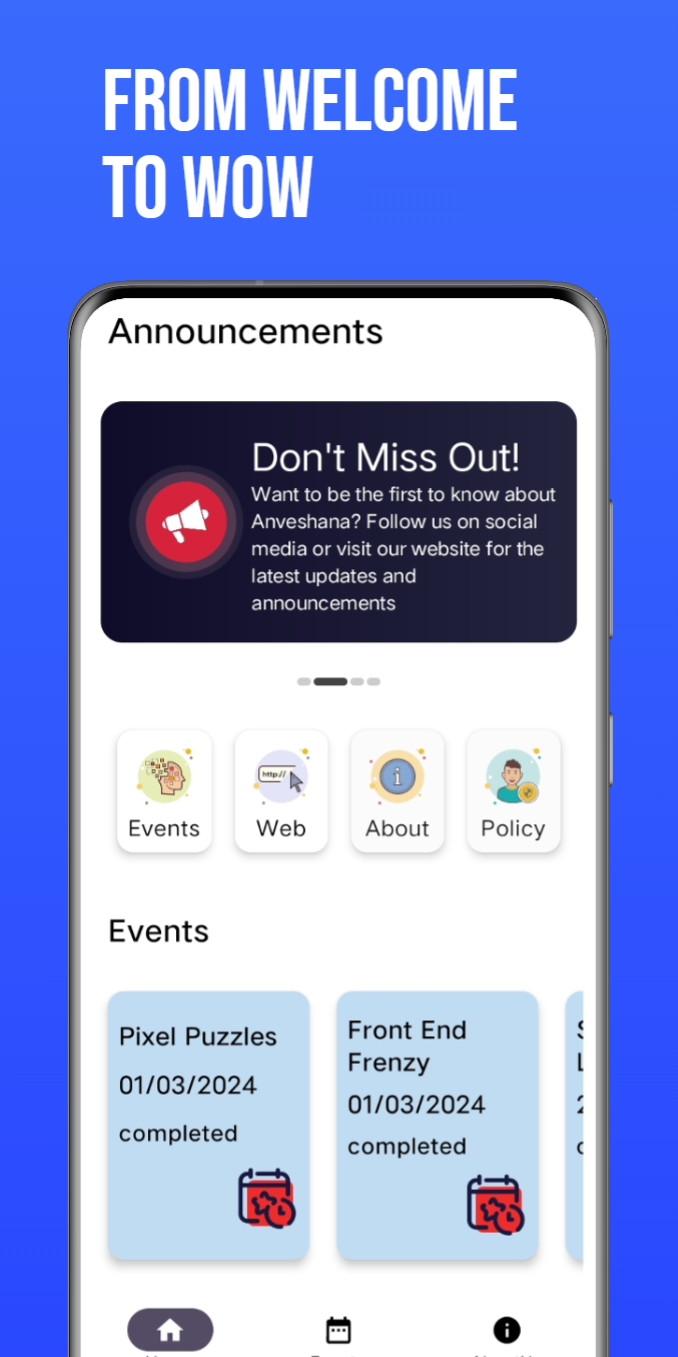 FROM WELCOME
TO WOW
Announcements
Don't Miss Out!
Want to be the first to know about
Anveshana? Follow us on social
media or visit our website for the
latest updates and
announcements
http://
Events
Web
About
Policy
Events
Pixel Puzzles
01/03/2024
completed
Front End
Frenzy
01/03/2024
completed